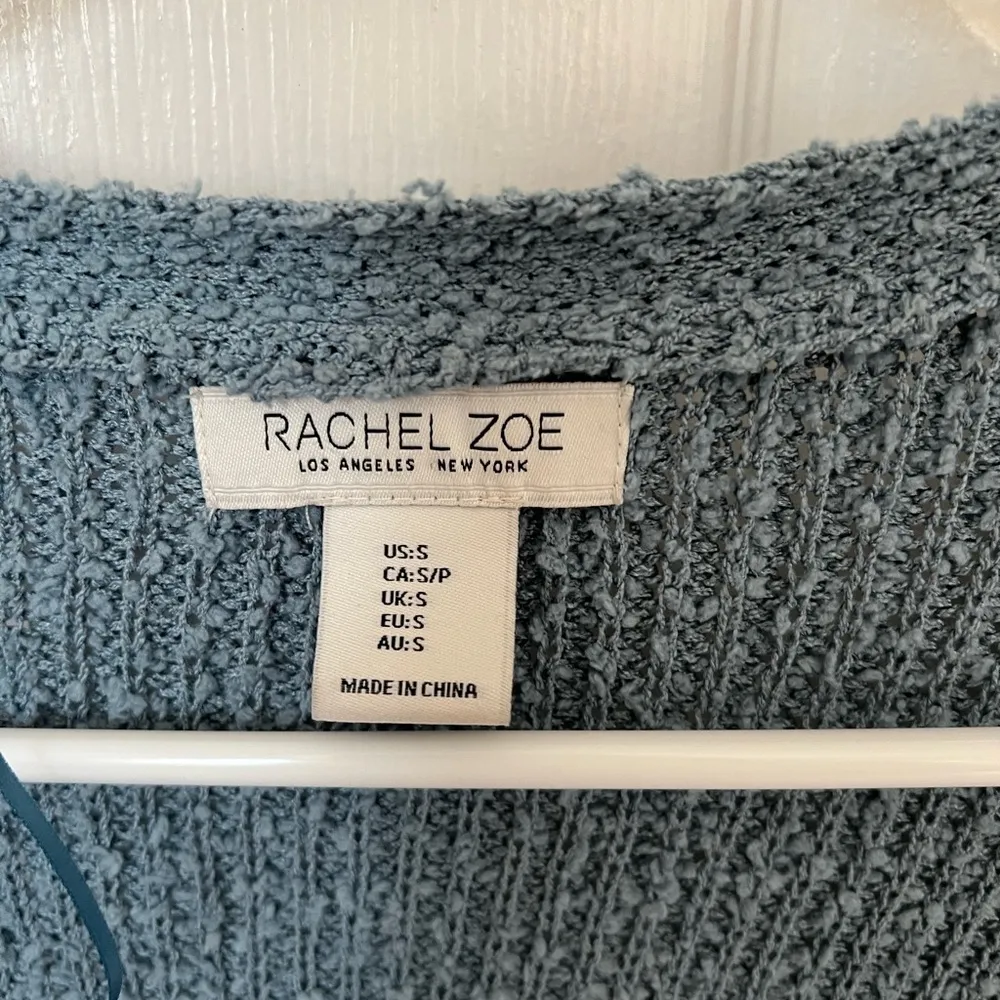 RACHEL ZOE
LOS ANGELES NEW YORK
US:S
CA:S/P
UK:S
EU:S
AU:S
MADE IN CHINA